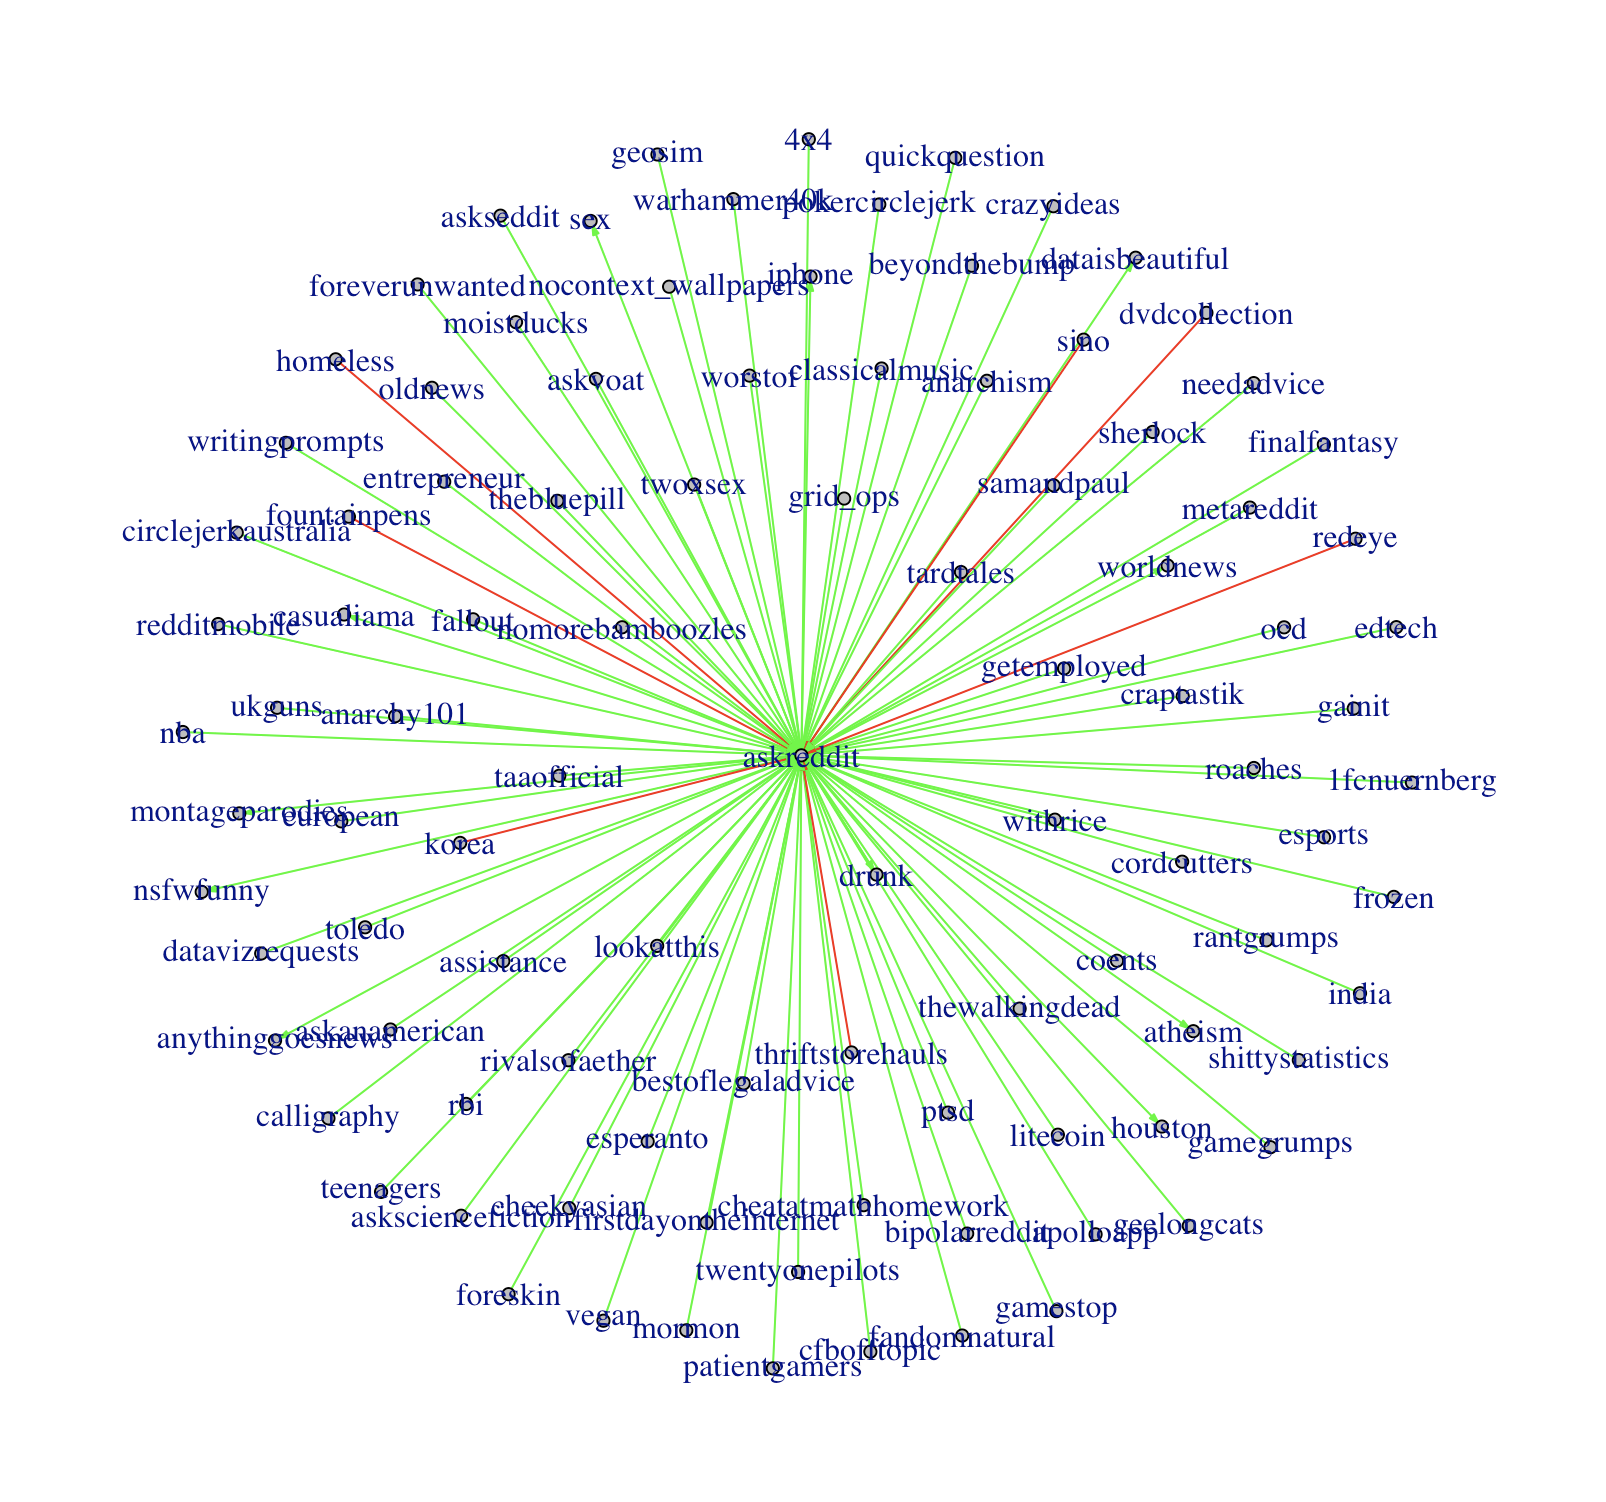 4x4
geosim
quickquestion
warhammer40k
pokercirclejerk
crazyideas
askseddit
sex
beyondthebump
dataisbeautiful
iphone
foreverunwanted
nocontext_wallpapers
dvdcollection
moistducks
sino
homeless
oldnews
askvoat
worstof
classicalmusic
anarchism
needadvice
writingprompts
sherlock
finalfantasy
entrepreneur
thebluepill
twoxsex
grid_ops
samandpaul
fountainpens
metareddit
circlejerkaustralia
redeye
tardtales
worldnews
redditmobile
casualiama
fallout
nomorebamboozles
ocd
edtech
getemployed
craptastik
ukguns
anarchy101
gainit
nba
askreddit
taaofficial
roaches
1fcnuernberg
montageparodies
european
withrice
esports
korea
cordcutters
nsfwfunny
drunk
frozen
toledo
rantgrumps
datavizrequests
assistance
lookatthis
coents
india
thewalkingdead
anythinggoesnews
askanamerican
atheism
rivalsofaether
thriftstorehauls
shittystatistics
bestoflegaladvice
calligraphy
rbi
ptsd
esperanto
litecoin
houston
gamegrumps
teenagers
cheekyasian
cheatatmathhomework
asksciencefiction
firstdayontheinternet
bipolarreddit
apolloapp
geelongcats
twentyonepilots
foreskin
vegan
mormon
gamestop
fandomnatural
cfbofftopic
patientgamers